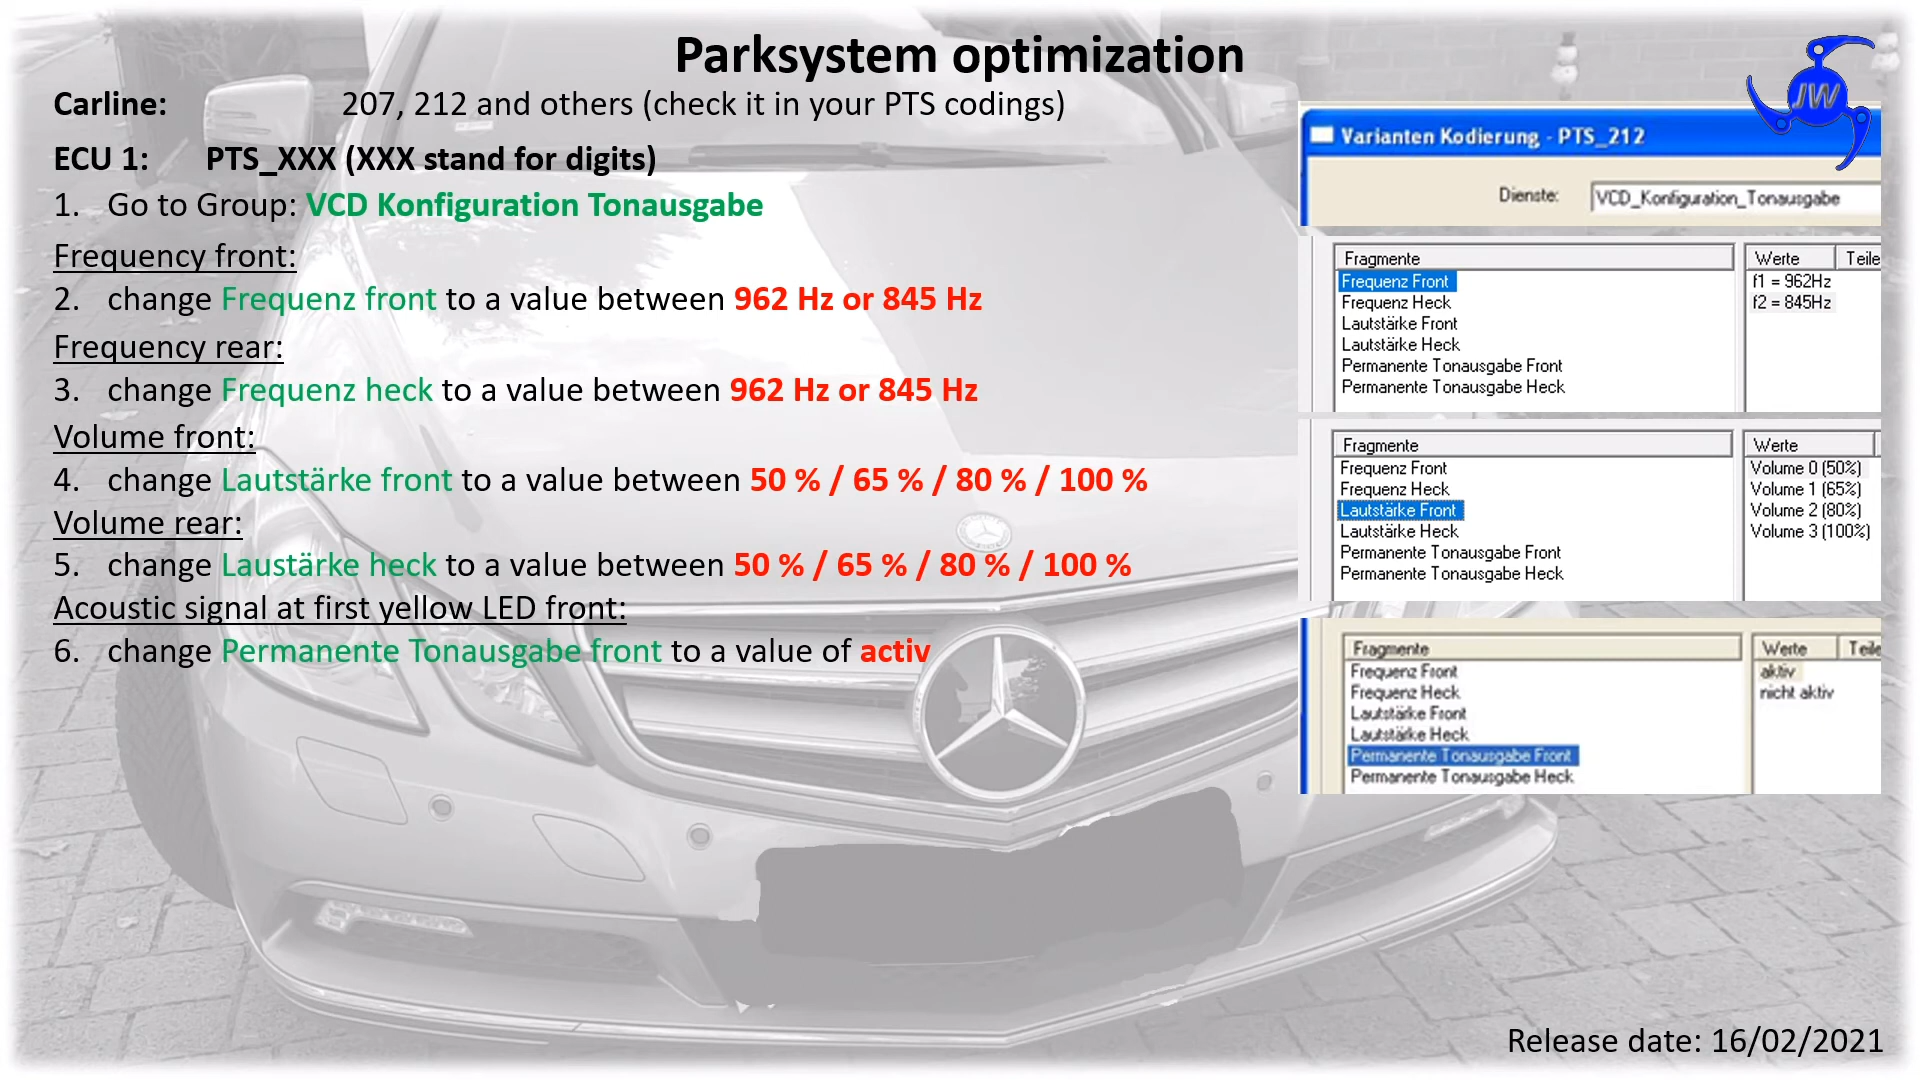 Parksystem optimization
Carline: 207, 212 and others (check it in your PTS codings)
ECU 1: PTS_XXX (XXX stand for digits)
1. Go to Group: VCD Konfiguration Tonausgabe
Frequency front:
2. change Frequenz front to a value between 962 Hz or 845 Hz
Frequency rear:
3. change Frequenz heck to a value between 962 Hz or 845 Hz
Volume front:
4. change Lautstärke front to a value between 50 % / 65 % / 80 % / 100 %
Volume rear:
5. change Laustärke heck to a value between 50 % / 65 % / 80 % / 100 %
Acoustic signal at first yellow LED front:
6. change Permanente Tonausgabe front to a value of activ
JW
Varianten Kodierung - PTS_212
Dienste: VCD_Konfiguration_Tonausgabe
Fragmente Werte Teile
Frequenz Front f1 = 962Hz
Frequenz Heck f2 = 845Hz
Lautstärke Front
Lautstärke Heck
Permanente Tonausgabe Front
Permanente Tonausgabe Heck
Fragmente Werte
Frequenz Front Volume 0 (50%)
Frequenz Heck Volume 1 (65%)
Lautstärke Front Volume 2 (80%)
Lautstärke Heck Volume 3 (100%)
Permanente Tonausgabe Front
Permanente Tonausgabe Heck
Fragmente Werte Teile
Frequenz Front aktiv
Frequenz Heck nicht aktiv
Lautstärke Front
Lautstärke Heck
Permanente Tonausgabe Front
Permanente Tonausgabe Heck
Release date: 16/02/2021